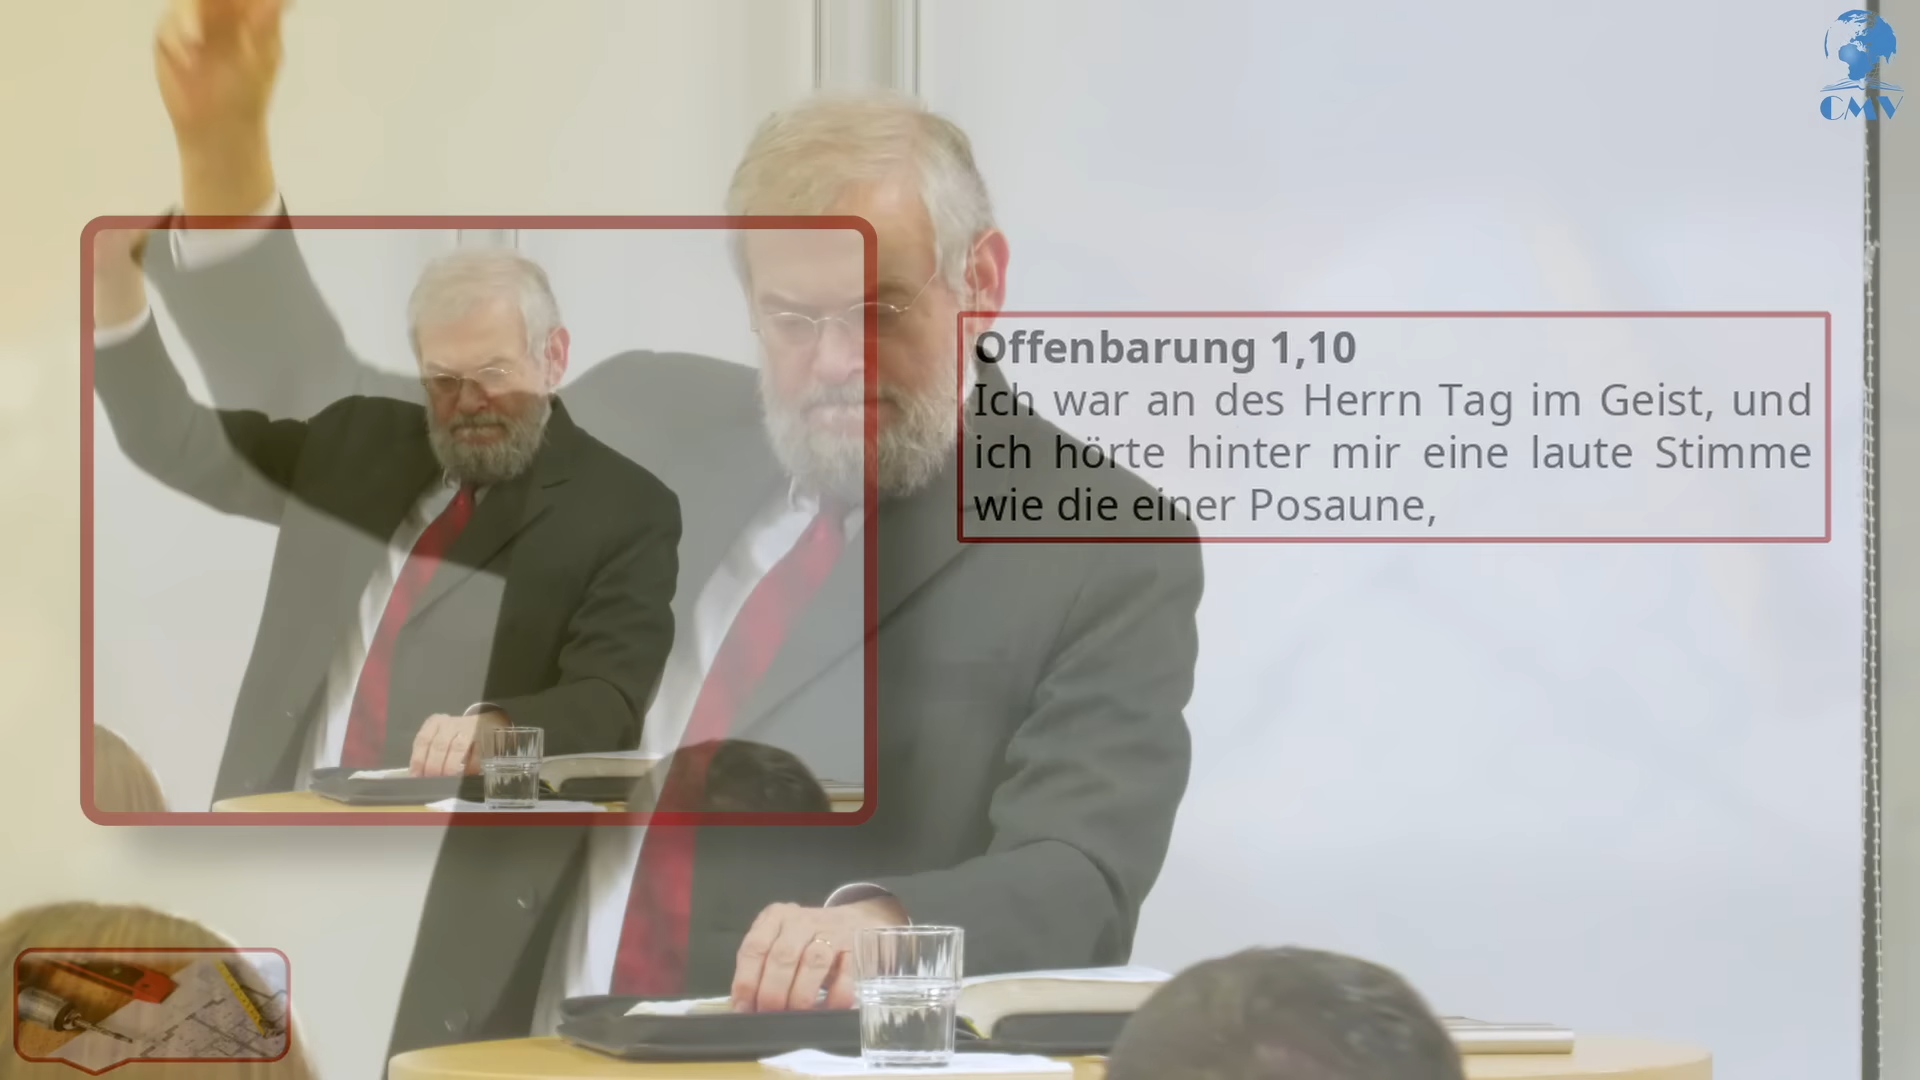 CMV
Offenbarung 1,10
Ich war an des Herrn Tag im Geist, und
ich hörte hinter mir eine laute Stimme
wie die einer Posaune,